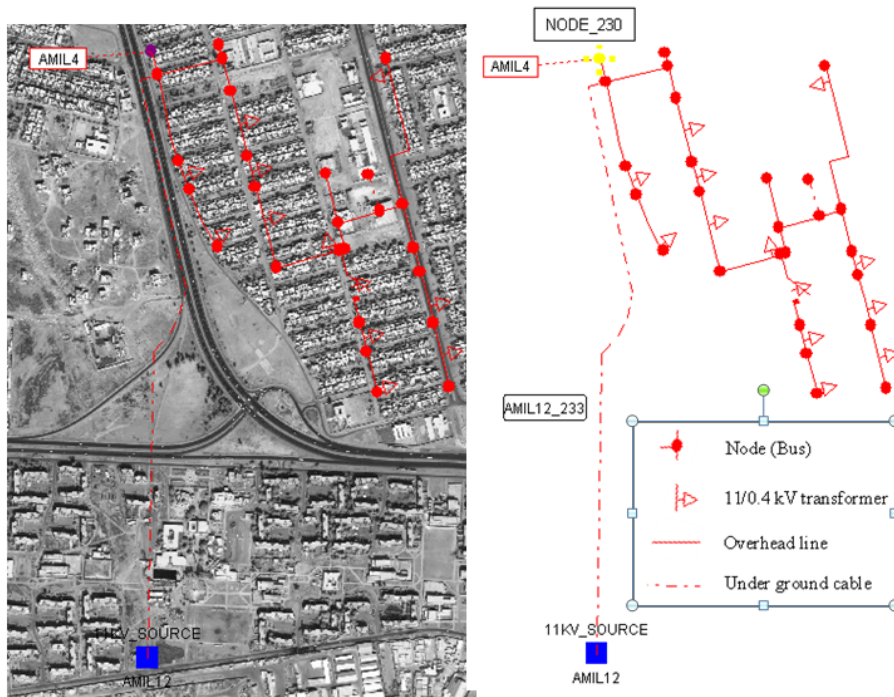 NODE_230
AMIL4
AMIL4
AMIL12_233
Node (Bus)
11/0.4 kV transformer
Overhead line
Under ground cable
11KV_SOURCE
AMIL12
11KV_SOURCE
AMIL12